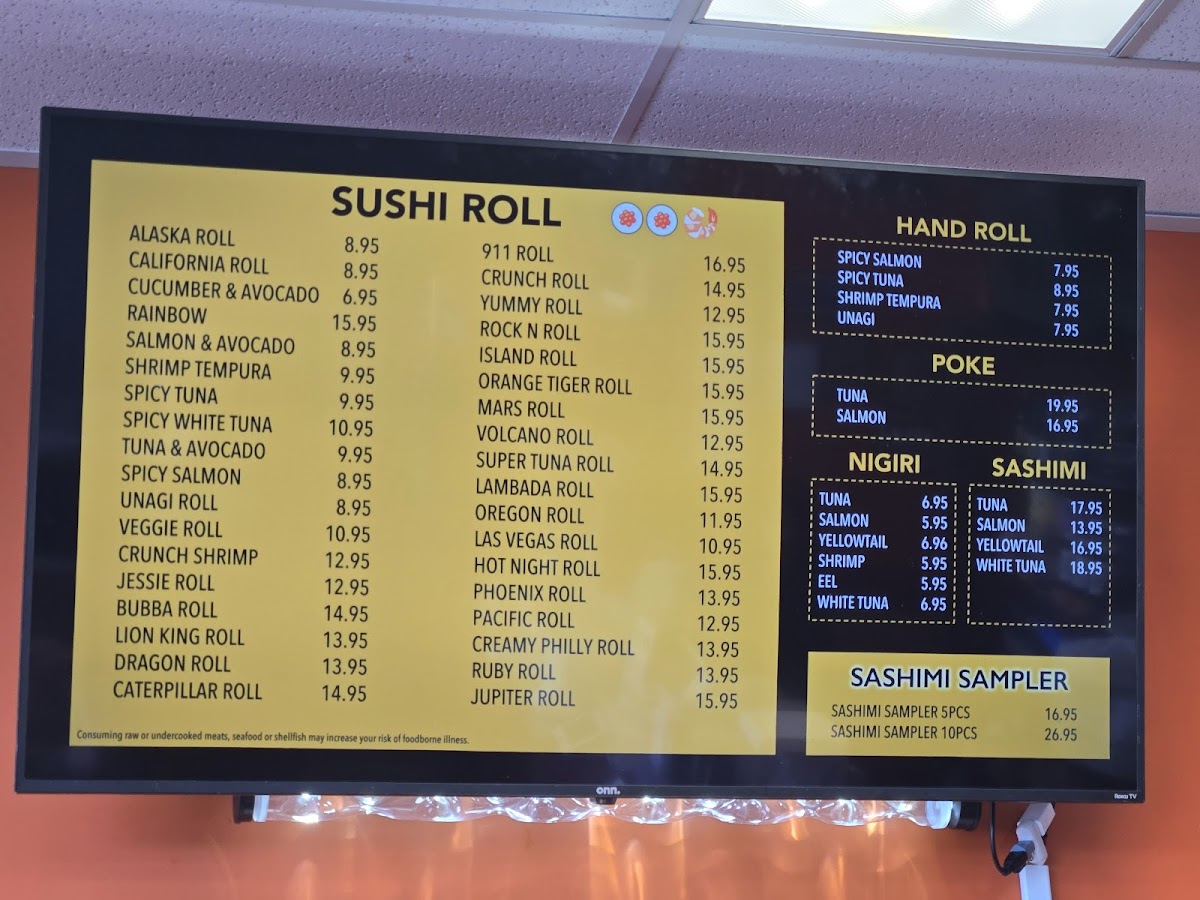 SUSHI ROLL
ALASKA ROLL 8.95
CALIFORNIA ROLL 8.95
CUCUMBER & AVOCADO 6.95
RAINBOW 15.95
SALMON & AVOCADO 8.95
SHRIMP TEMPURA 9.95
SPICY TUNA 9.95
SPICY WHITE TUNA 10.95
TUNA & AVOCADO 9.95
SPICY SALMON 8.95
UNAGI ROLL 8.95
VEGGIE ROLL 10.95
CRUNCH SHRIMP 12.95
JESSIE ROLL 12.95
BUBBA ROLL 14.95
LION KING ROLL 13.95
DRAGON ROLL 13.95
CATERPILLAR ROLL 14.95
911 ROLL 16.95
CRUNCH ROLL 14.95
YUMMY ROLL 12.95
ROCK N ROLL 15.95
ISLAND ROLL 15.95
ORANGE TIGER ROLL 15.95
MARS ROLL 15.95
VOLCANO ROLL 12.95
SUPER TUNA ROLL 14.95
LAMBADA ROLL 15.95
OREGON ROLL 11.95
LAS VEGAS ROLL 10.95
HOT NIGHT ROLL 15.95
PHOENIX ROLL 13.95
PACIFIC ROLL 12.95
CREAMY PHILLY ROLL 13.95
RUBY ROLL 13.95
JUPITER ROLL 15.95
Consuming raw or undercooked meats, seafood or shellfish may increase your risk of foodborne illness.
HAND ROLL
SPICY SALMON 7.95
SPICY TUNA 8.95
SHRIMP TEMPURA 7.95
UNAGI 7.95
POKE
TUNA 19.95
SALMON 16.95
NIGIRI
TUNA 6.95
SALMON 5.95
YELLOWTAIL 6.96
SHRIMP 5.95
EEL 5.95
WHITE TUNA 6.95
SASHIMI
TUNA 17.95
SALMON 13.95
YELLOWTAIL 16.95
WHITE TUNA 18.95
SASHIMI SAMPLER
SASHIMI SAMPLER 5PCS 16.95
SASHIMI SAMPLER 10PCS 26.95
onn.
Roku TV